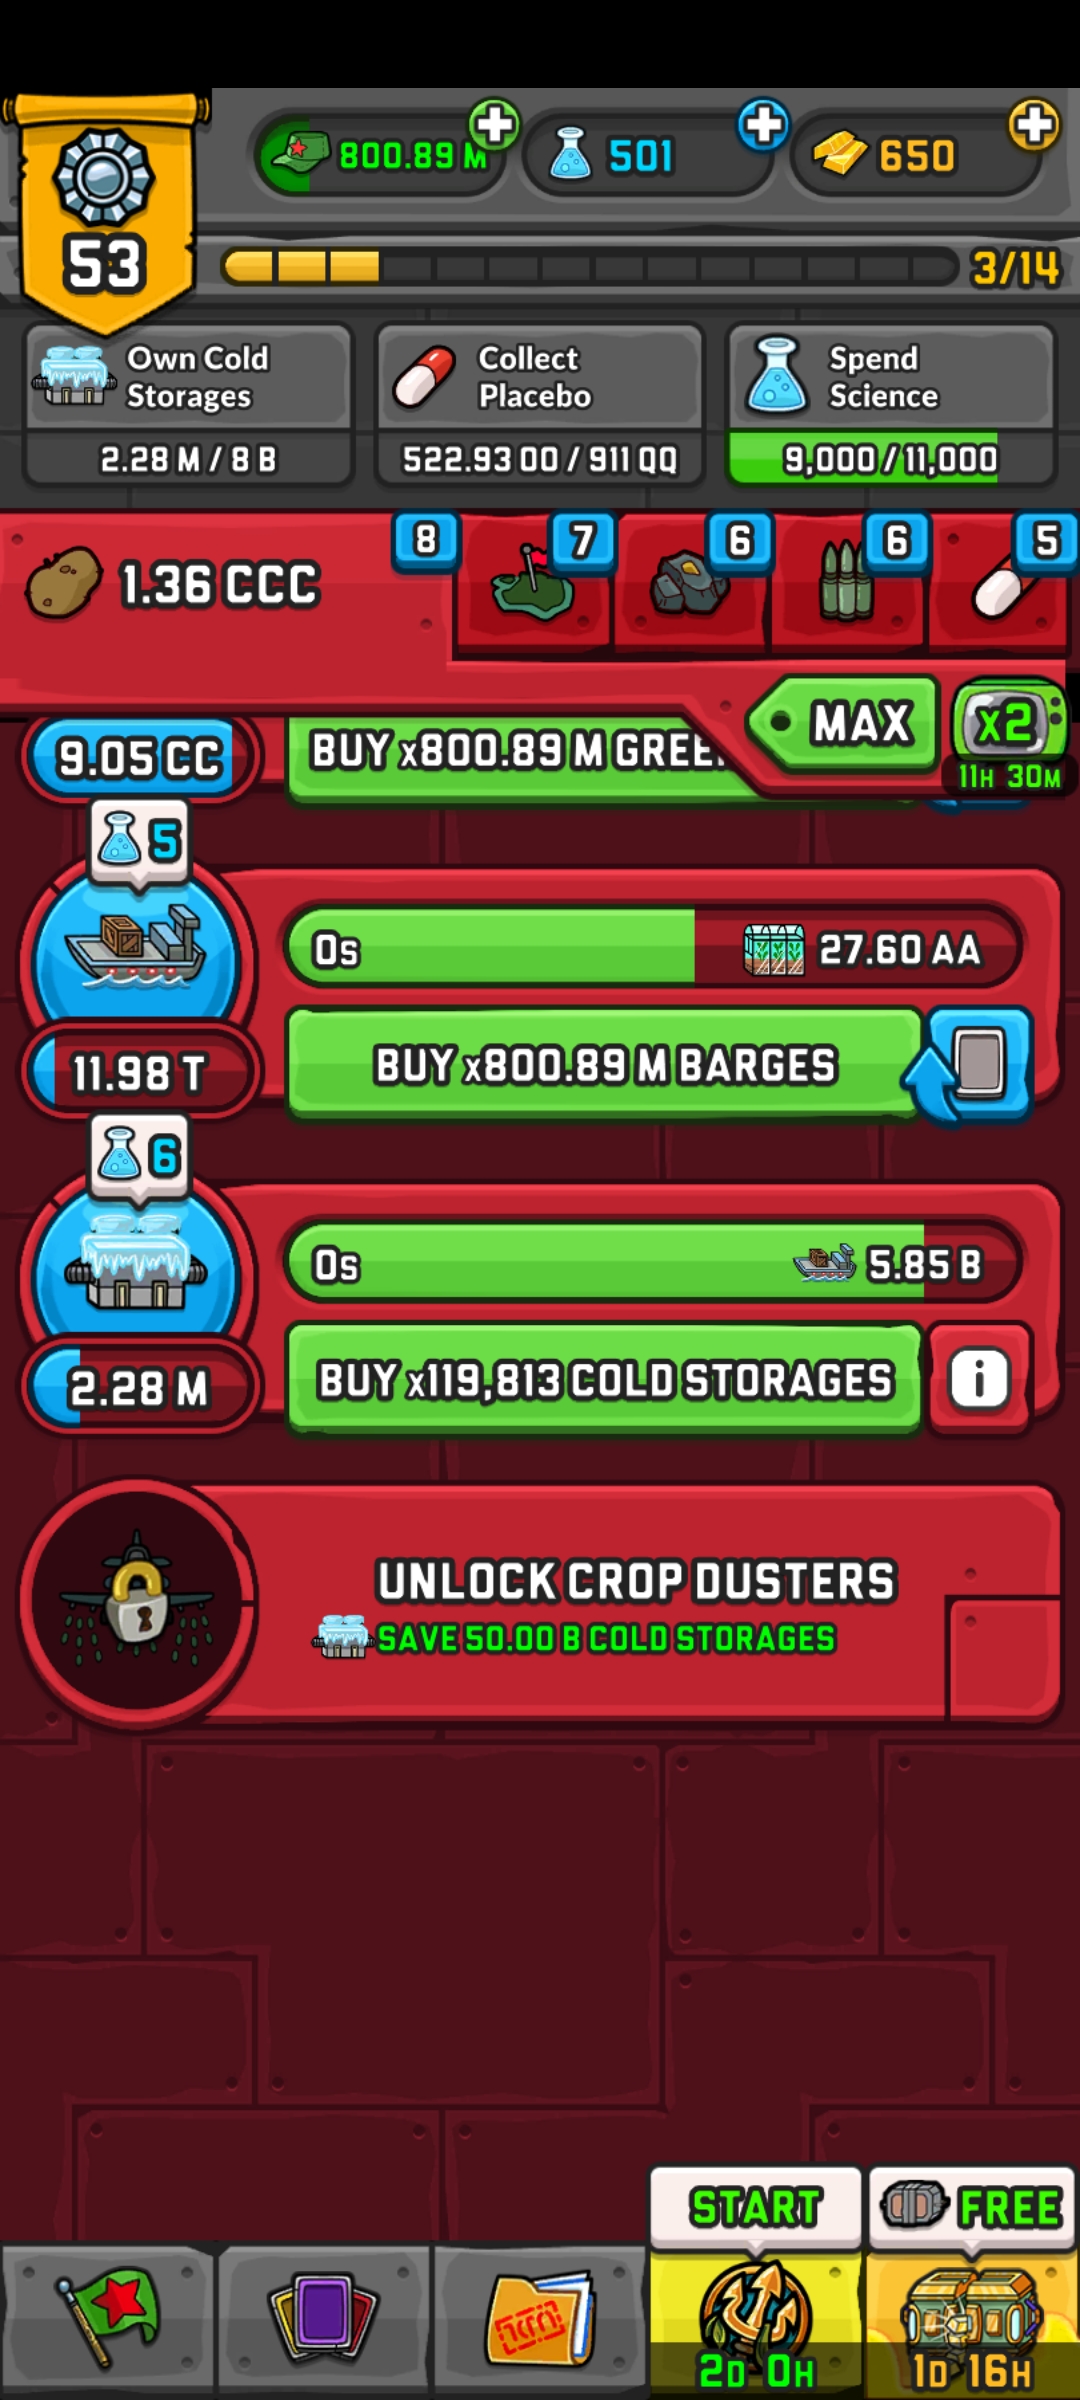 53
800.89 M
501
650
3/14
Own Cold
Storages
2.28 M / 8 B
Collect
Placebo
522.93 OO / 911 QQ
Spend
Science
9,000 / 11,000
1.36 CCC
8
7
6
6
5
MAX
x2
11H 30M
9.05 CC
BUY x800.89 M GREE
5
0s
27.60 AA
11.98 T
BUY x800.89 M BARGES
6
0s
5.85 B
2.28 M
BUY x119,813 COLD STORAGES
i
UNLOCK CROP DUSTERS
SAVE 50.00 B COLD STORAGES
START
FREE
2D 0H
1D 16H